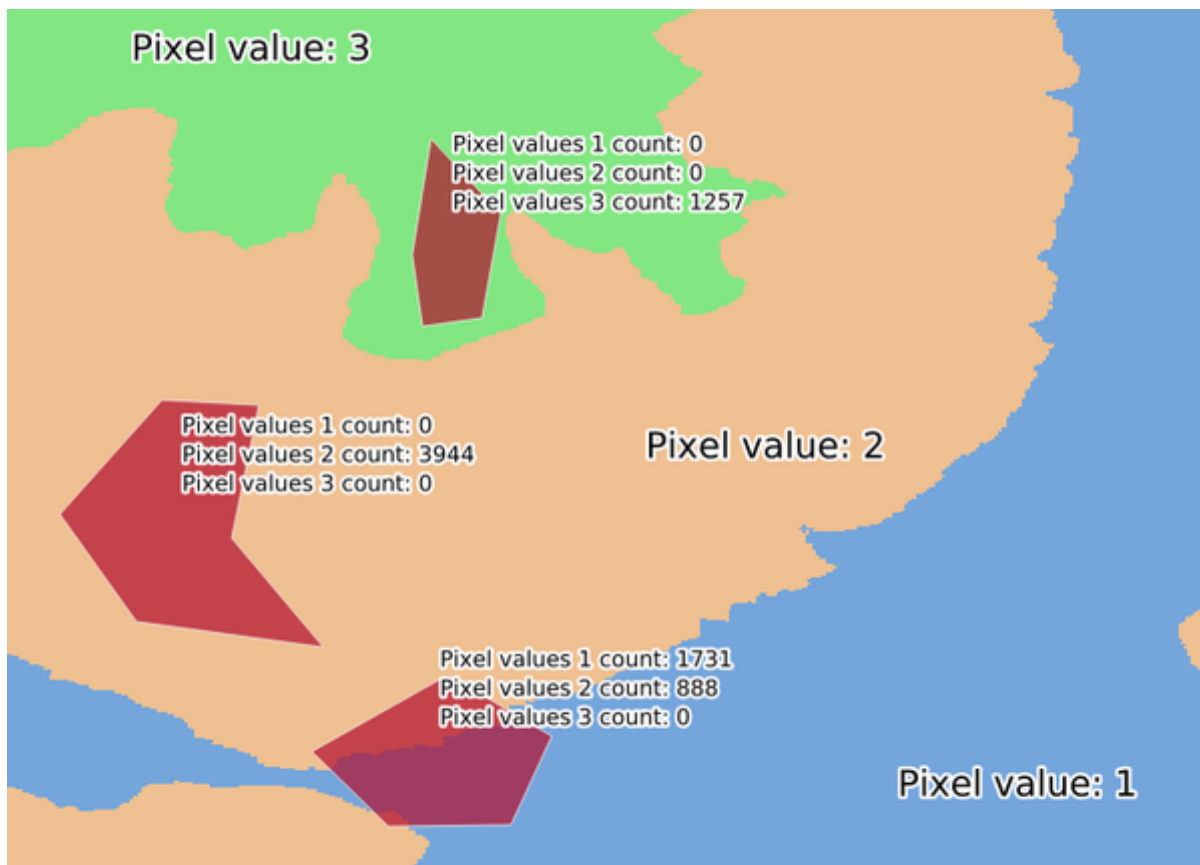 Pixel value: 3
Pixel values 1 count: 0
Pixel values 2 count: 0
Pixel values 3 count: 1257
Pixel values 1 count: 0
Pixel values 2 count: 3944
Pixel values 3 count: 0
Pixel value: 2
Pixel values 1 count: 1731
Pixel values 2 count: 888
Pixel values 3 count: 0
Pixel value: 1